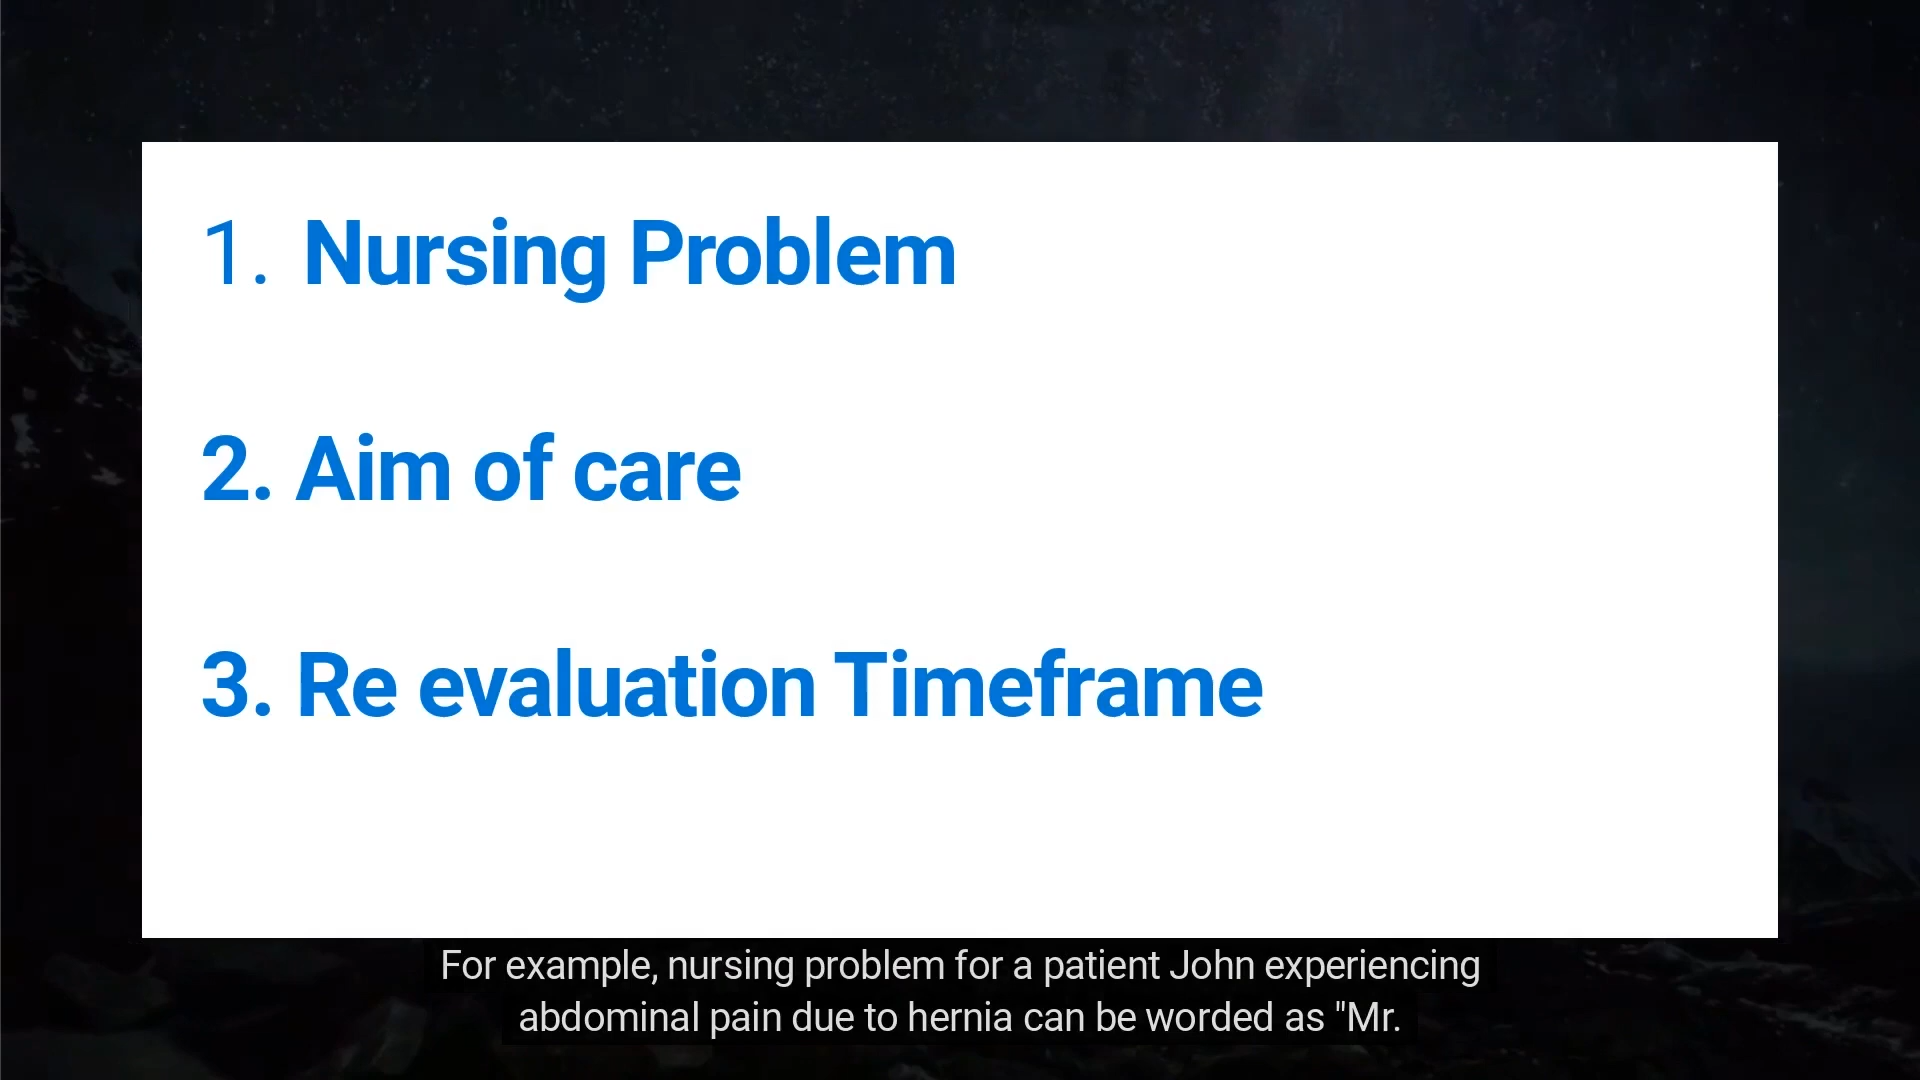 1. Nursing Problem
2. Aim of care
3. Re evaluation Timeframe
For example, nursing problem for a patient John experiencing
abdominal pain due to hernia can be worded as "Mr.